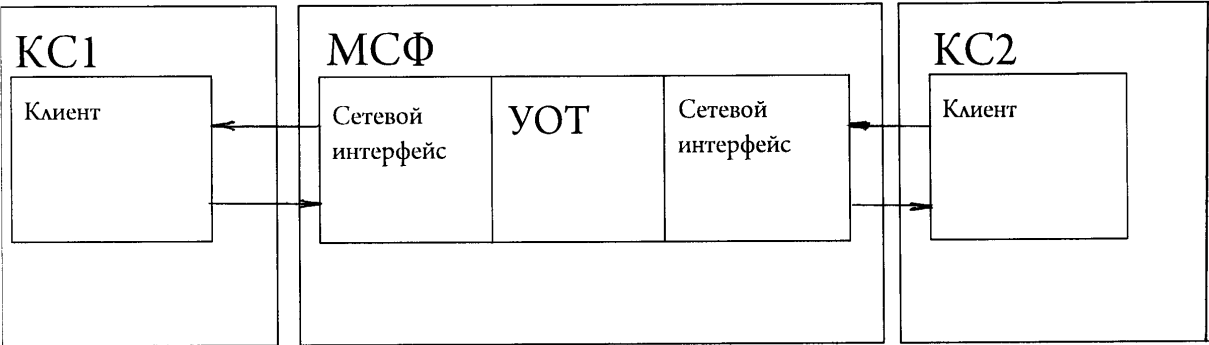 КС1
Клиент
МСФ
Сетевой
интерфейс
УОТ
Сетевой
интерфейс
КС2
Клиент